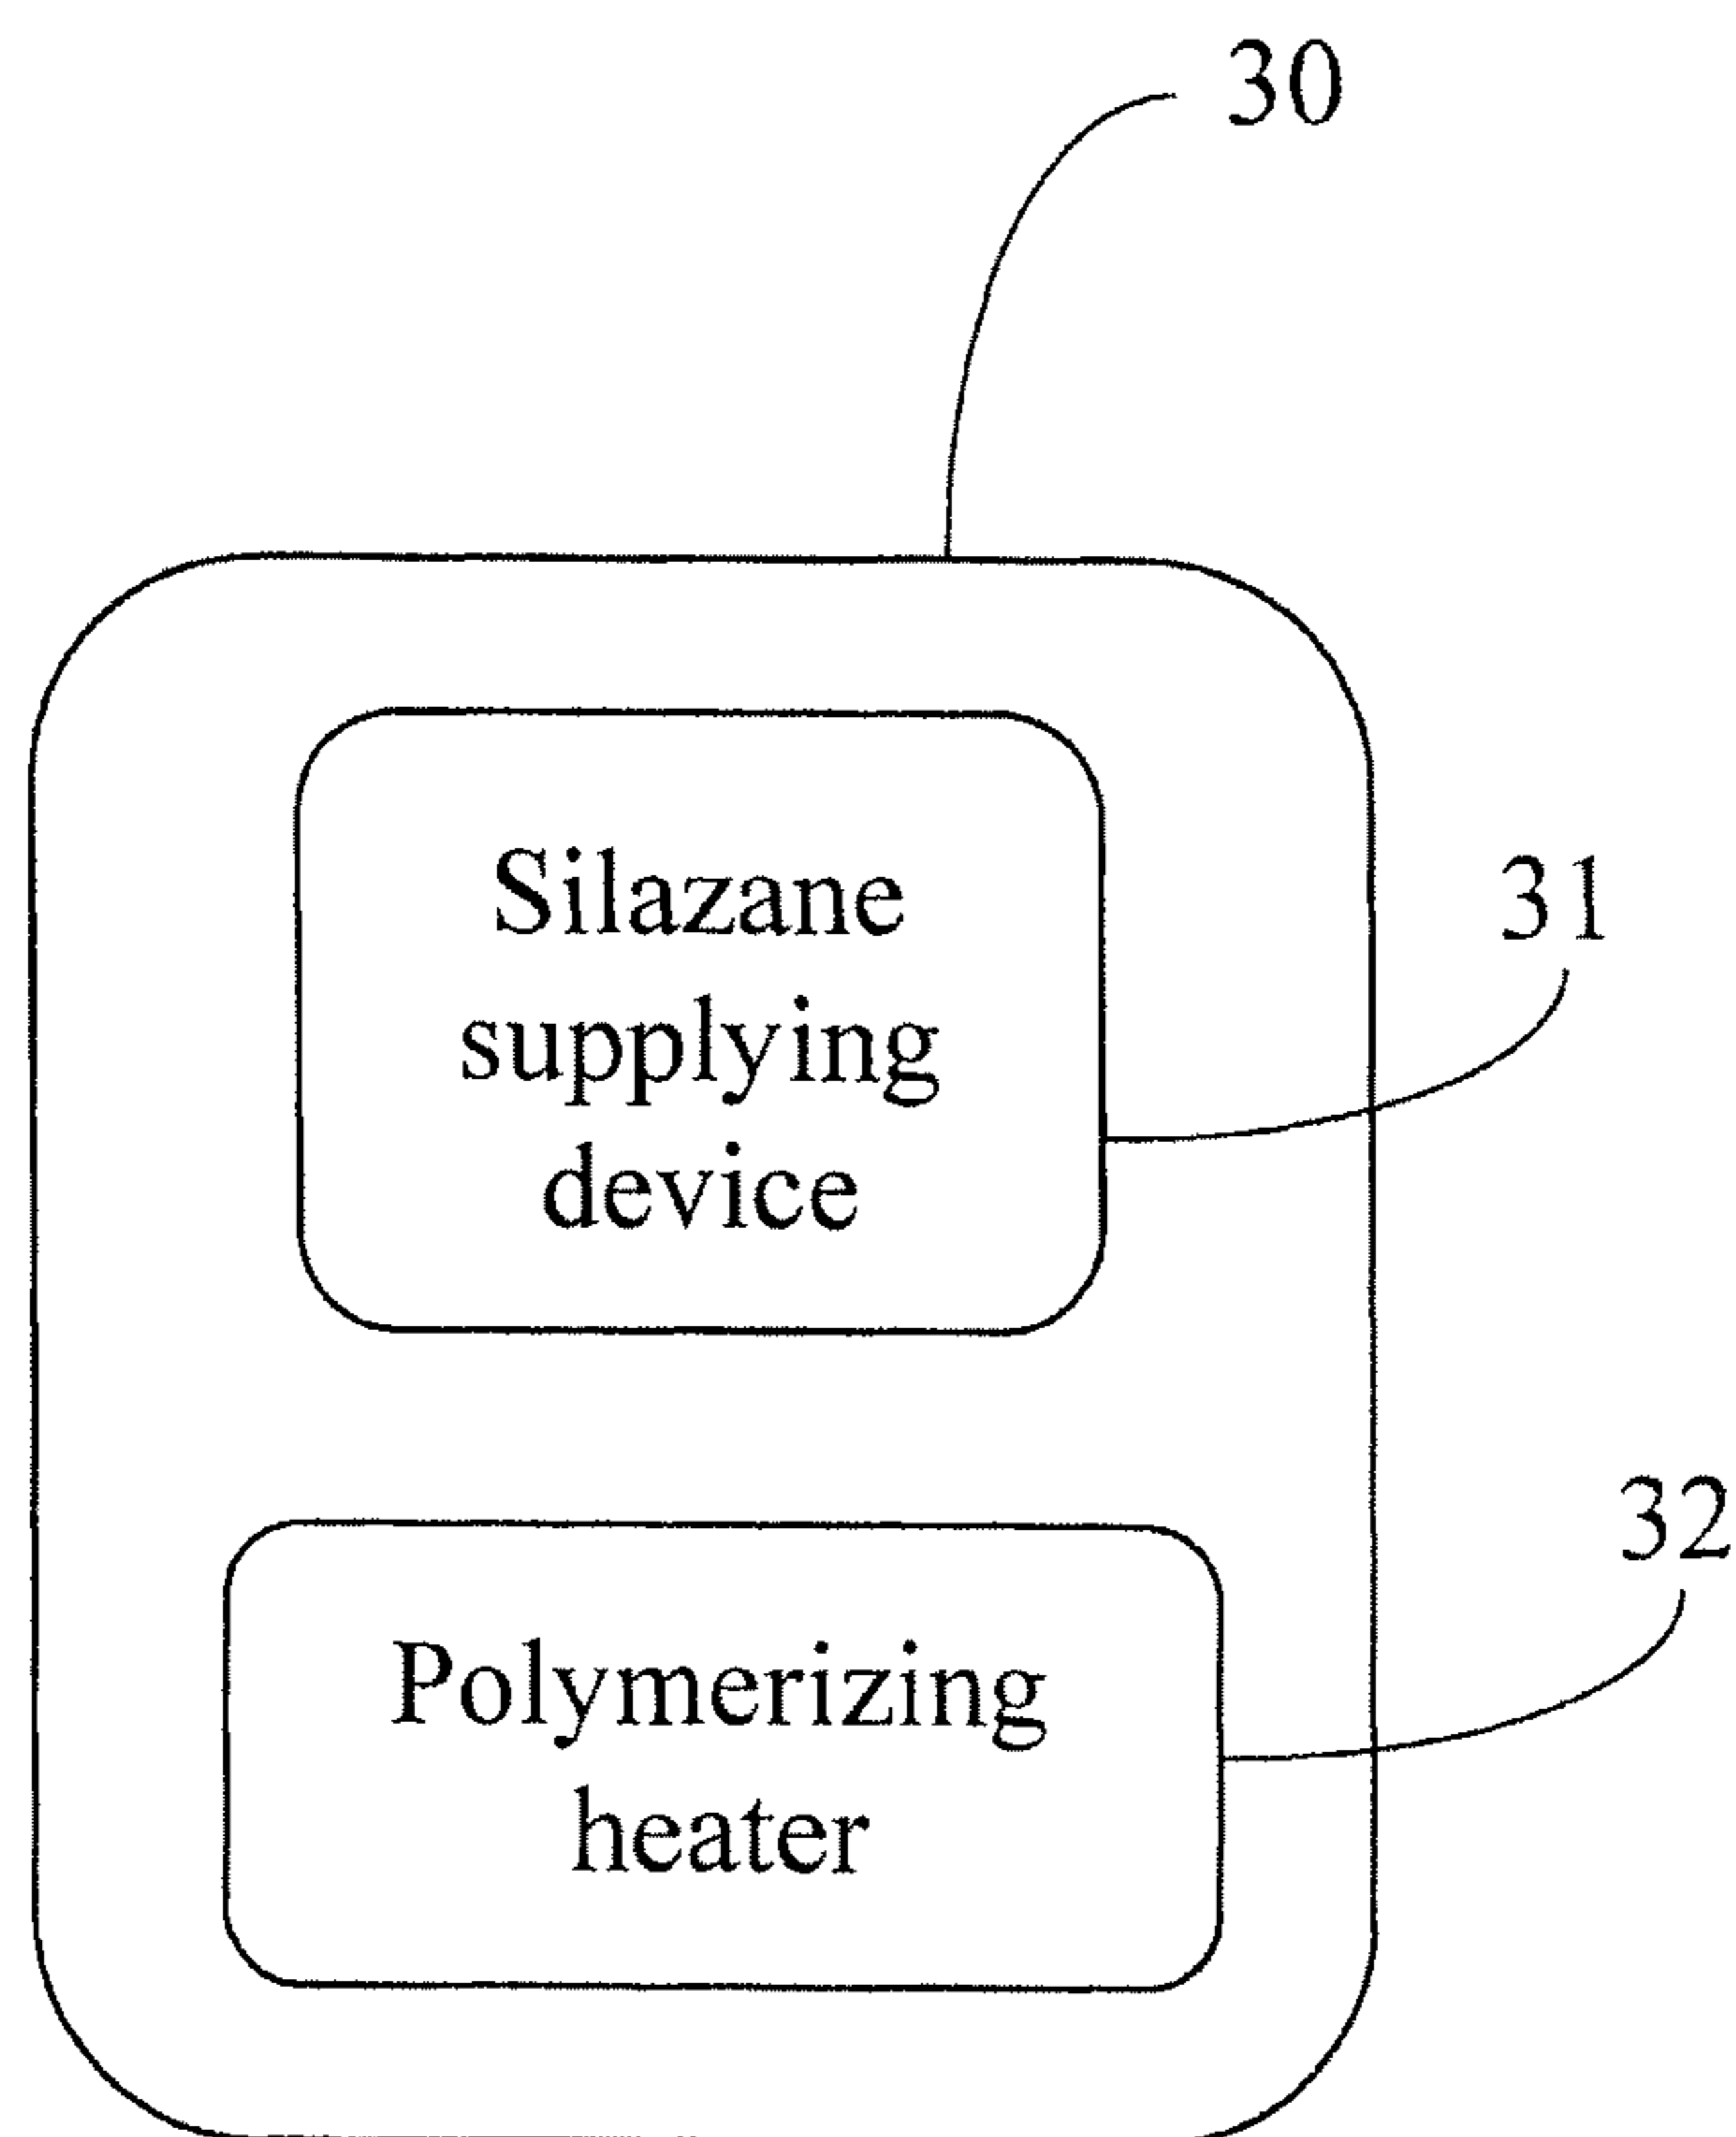 30
Silazane
supplying
device
31
Polymerizing
heater
32